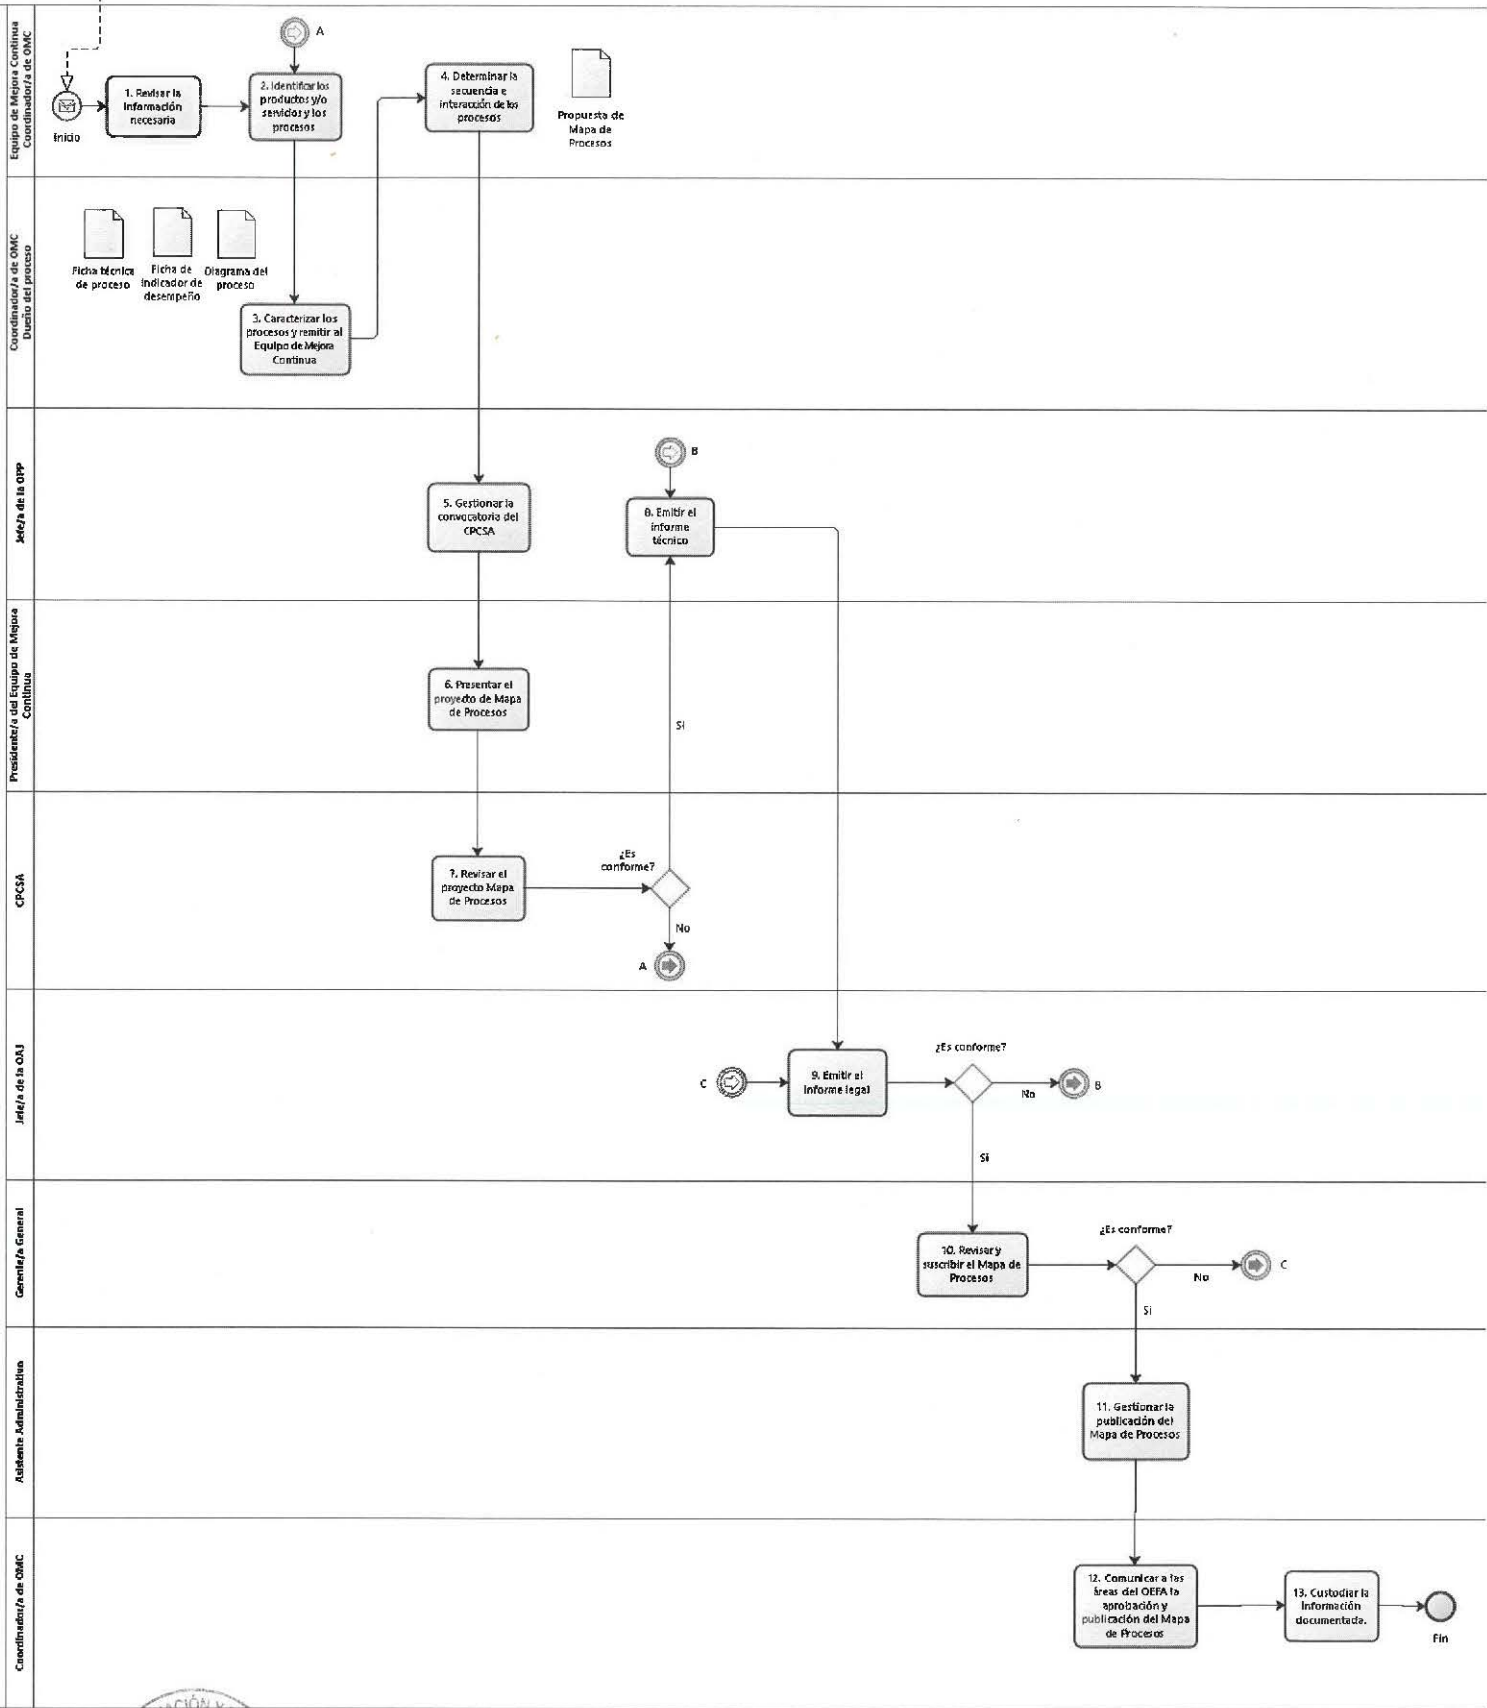 Equipo de Mejora Continua
Coordinador/a de OMC
Inicio
1. Revisar la
información
necesaria
A
2. Identificar los
productos y/o
servicios y los
procesos
4. Determinar la
secuencia e
interacción de los
procesos
Propuesta de
Mapa de
Procesos
Coordinador/a de OMC
Dueño del proceso
Ficha técnica
de proceso
Ficha de
indicador de
desempeño
Diagrama del
proceso
3. Caracterizar los
procesos y remitir al
Equipo de Mejora
Continua
Jefe/a de la OPP
5. Gestionar la
convocatoria del
CPCSA
B
8. Emitir el
informe
técnico
Presidente/a del Equipo de Mejora
Continua
6. Presentar el
proyecto de Mapa
de Procesos
Si
CPCSA
7. Revisar el
proyecto Mapa
de Procesos
¿Es
conforme?
No
A
Jefe/a de la OAJ
C
9. Emitir el
informe legal
¿Es conforme?
No
B
Si
Gerente/a General
10. Revisar y
suscribir el Mapa de
Procesos
¿Es conforme?
No
C
Si
Asistente Administrativo
11. Gestionar la
publicación del
Mapa de Procesos
Coordinador/a de OMC
12. Comunicar a las
áreas del OEFA la
aprobación y
publicación del Mapa
de Procesos
13. Custodiar la
información
documentada.
Fin